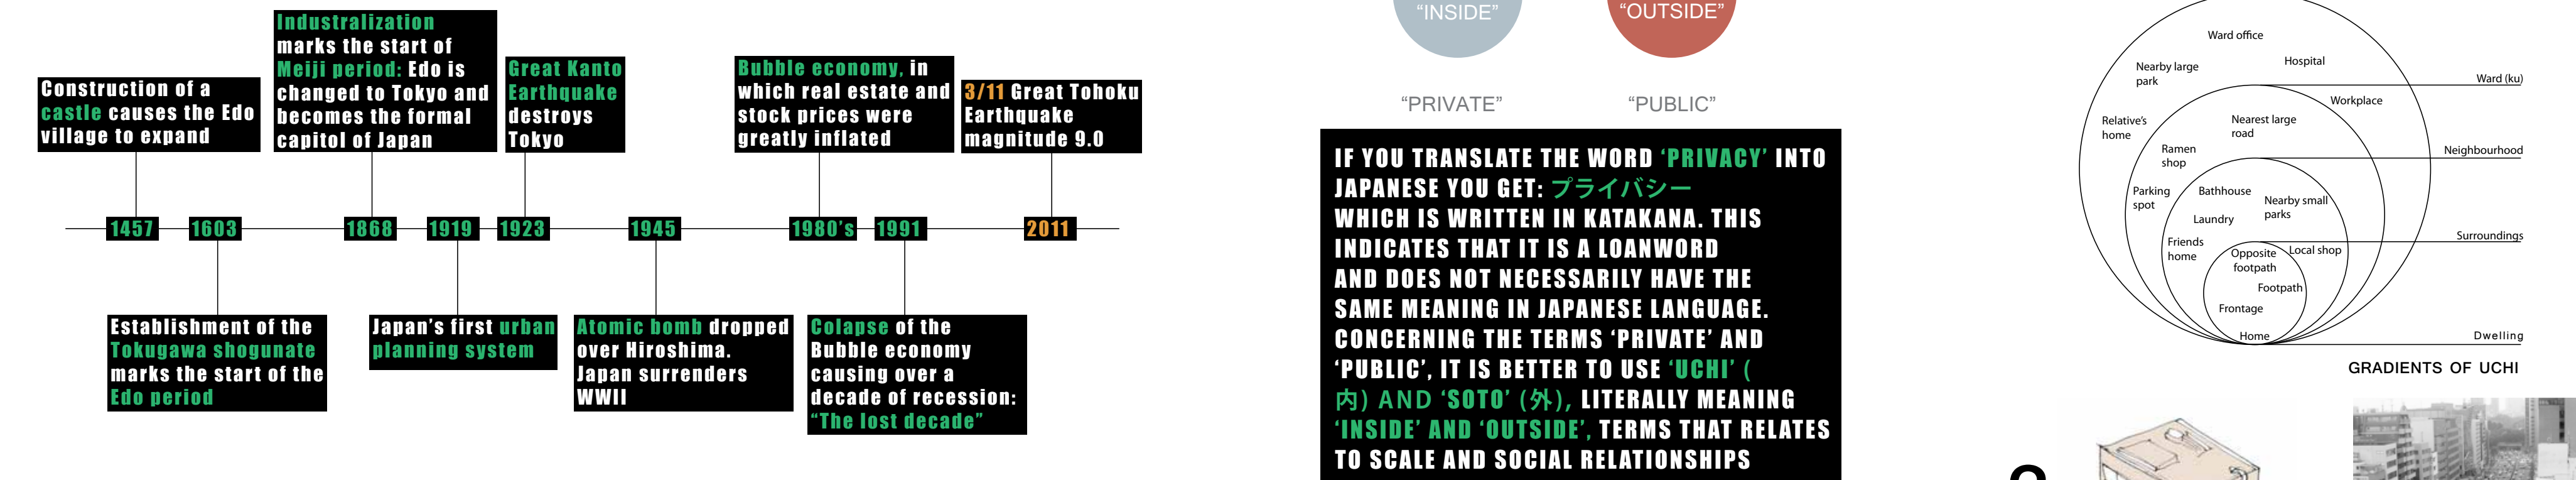 Construction of a
castle causes the Edo
village to expand
Industralization
marks the start of
Meiji period: Edo is
changed to Tokyo and
becomes the formal
capitol of Japan
Great Kanto
Earthquake
destroys
Tokyo
Bubble economy, in
which real estate and
stock prices were
greatly inflated
3/11 Great Tohoku
Earthquake
magnitude 9.0
1457
1603
1868
1919
1923
1945
1980's
1991
2011
Establishment of the
Tokugawa shogunate
marks the start of the
Edo period
Japan's first urban
planning system
Atomic bomb dropped
over Hiroshima.
Japan surrenders
WWII
Colapse of the
Bubble economy
causing over a
decade of recession:
"The lost decade"
“INSIDE”
“OUTSIDE”
“PRIVATE”
“PUBLIC”
IF YOU TRANSLATE THE WORD ‘PRIVACY’ INTO
JAPANESE YOU GET: プライバシー
WHICH IS WRITTEN IN KATAKANA. THIS
INDICATES THAT IT IS A LOANWORD
AND DOES NOT NECESSARILY HAVE THE
SAME MEANING IN JAPANESE LANGUAGE.
CONCERNING THE TERMS ‘PRIVATE’ AND
‘PUBLIC’, IT IS BETTER TO USE ‘UCHI’ (
内) AND ‘SOTO’ (外), LITERALLY MEANING
‘INSIDE’ AND ‘OUTSIDE’, TERMS THAT RELATES
TO SCALE AND SOCIAL RELATIONSHIPS
Ward office
Hospital
Nearby large
park
Ward (ku)
Workplace
Relative's
home
Nearest large
road
Ramen
shop
Neighbourhood
Parking
spot
Bathhouse
Nearby small
parks
Laundry
Friends
home
Surroundings
Local shop
Opposite
footpath
Footpath
Frontage
Home
Dwelling
GRADIENTS OF UCHI